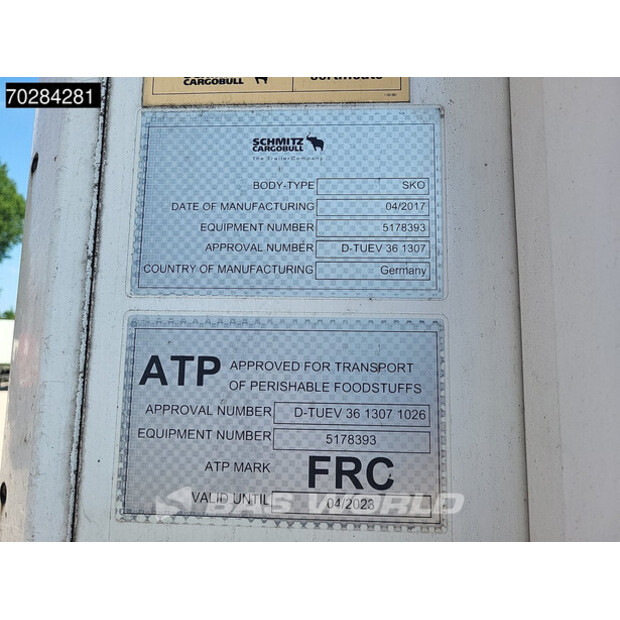 CARGOBULL certificate
70284281
SCHMITZ
CARGOBULL
The Trailer Company
BODY-TYPE SKO
DATE OF MANUFACTURING 04/2017
EQUIPMENT NUMBER 5178393
APPROVAL NUMBER D-TUEV 36 1307
COUNTRY OF MANUFACTURING Germany
ATP APPROVED FOR TRANSPORT
OF PERISHABLE FOODSTUFFS
APPROVAL NUMBER D-TUEV 36 1307 1026
EQUIPMENT NUMBER 5178393
ATP MARK FRC
VALID UNTIL 04/2023
BAS WORLD